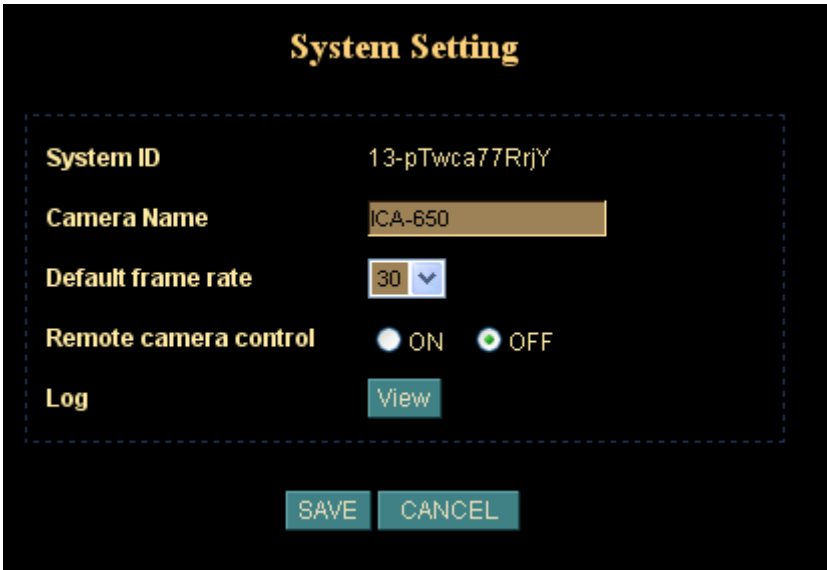 System Setting
System ID 13-pTwca77RrjY
Camera Name ICA-650
Default frame rate 30
Remote camera control ON OFF
Log View
SAVE CANCEL